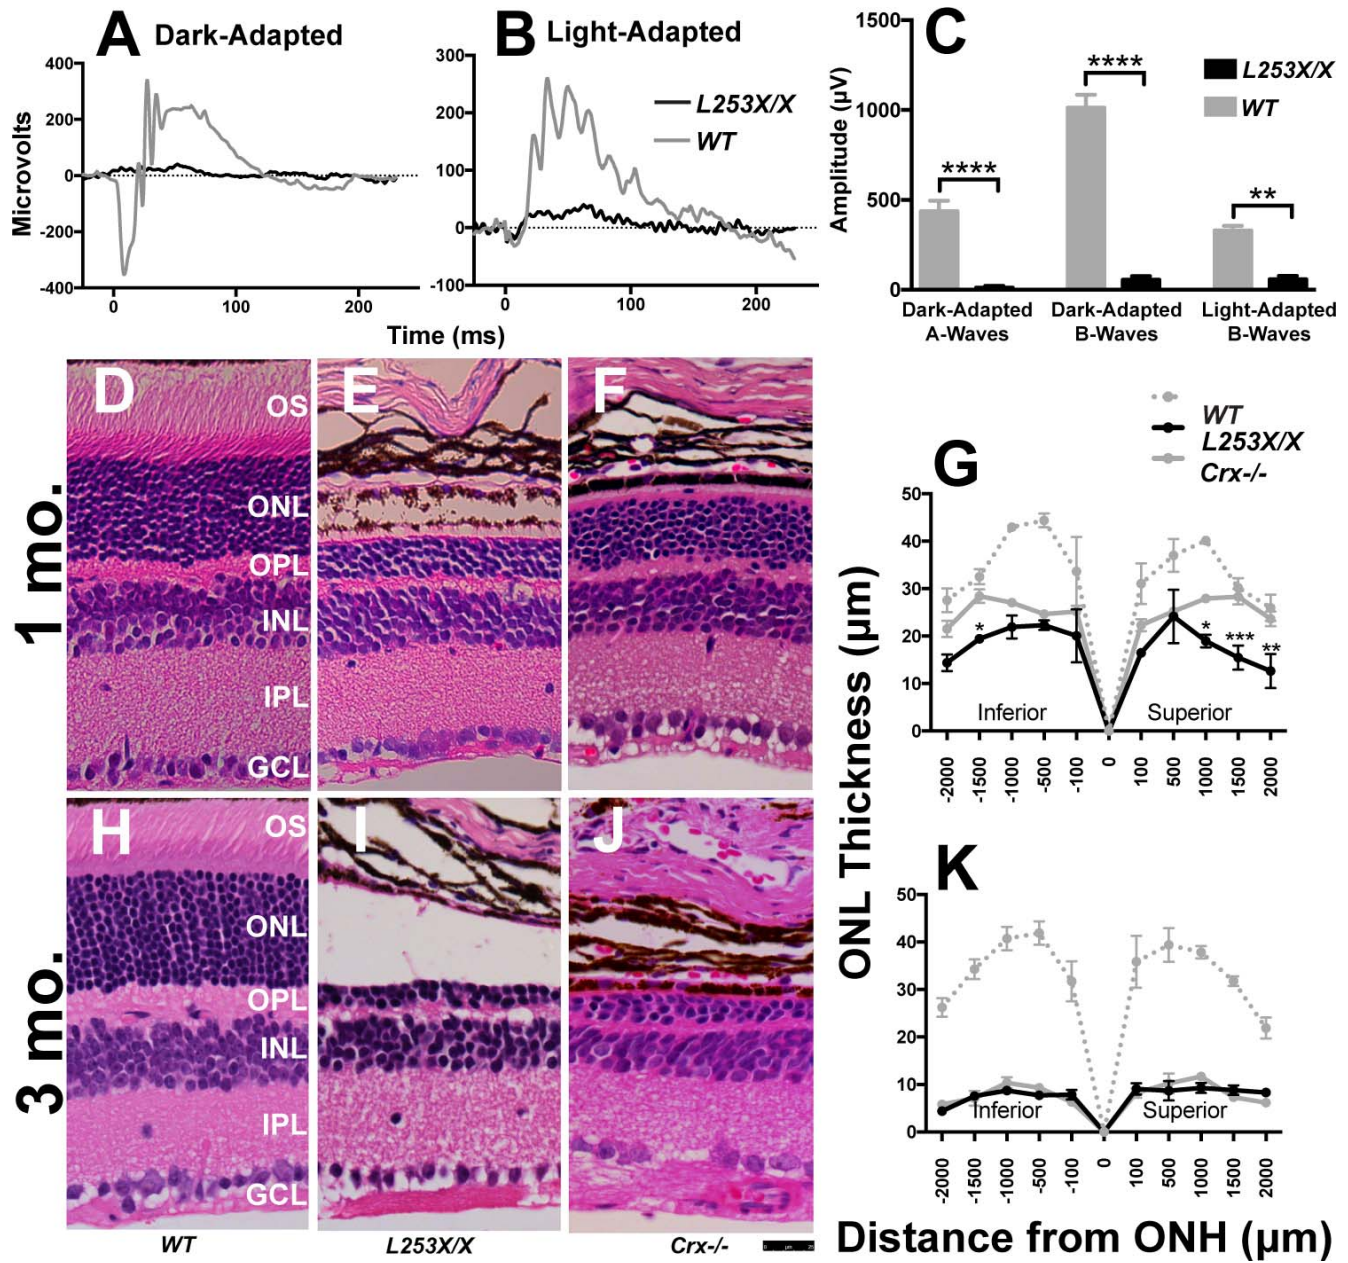 A Dark-Adapted
Microvolts
400
200
0
-200
-400
0
100
200
B Light-Adapted
300
200
100
0
-100
0
100
200
L253X/X
WT
Time (ms)
C
Amplitude (µV)
1500
1000
500
0
****
****
**
L253X/X
WT
Dark-Adapted
A-Waves
Dark-Adapted
B-Waves
Light-Adapted
B-Waves
1 mo.
D
OS
ONL
OPL
INL
IPL
GCL
E
F
3 mo.
H
OS
ONL
OPL
INL
IPL
GCL
I
J
WT
L253X/X
Crx-/-
WT
L253X/X
Crx-/-
G
ONL Thickness (µm)
50
40
30
20
10
0
*
*
***
**
Inferior
Superior
-2000
-1500
-1000
-500
-100
0
100
500
1000
1500
2000
K
50
40
30
20
10
0
Inferior
Superior
-2000
-1500
-1000
-500
-100
0
100
500
1000
1500
2000
Distance from ONH (µm)